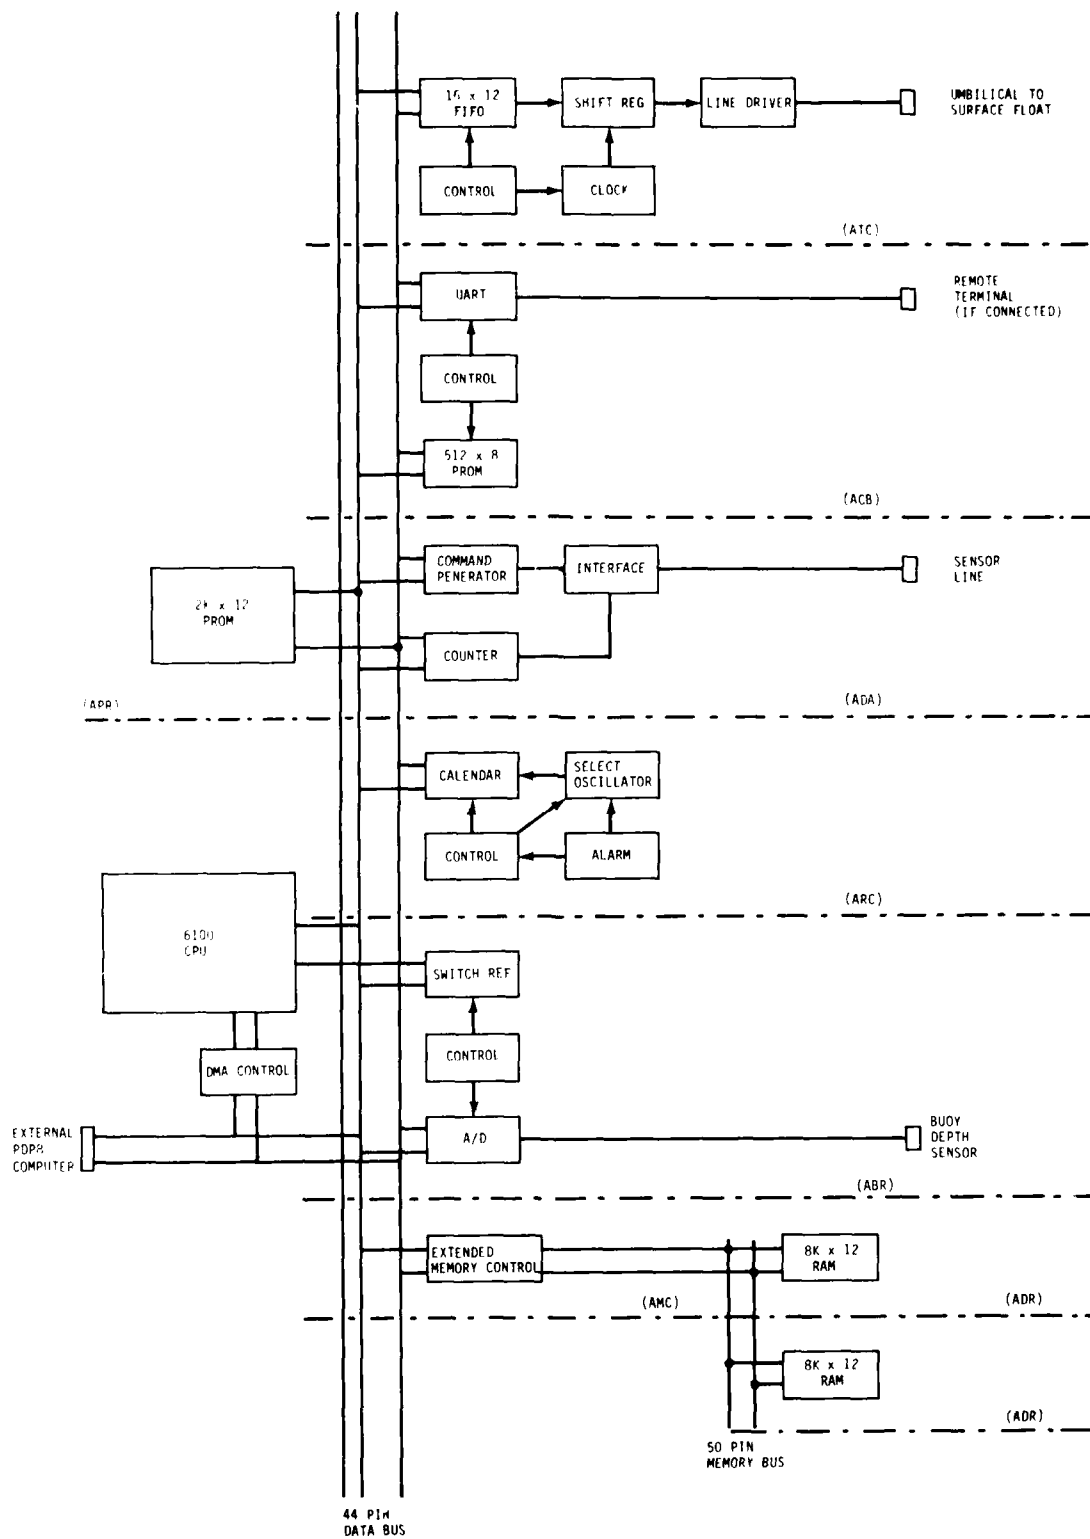 16 x 12
FIFO
SHIFT REG
LINE DRIVER
UMBILICAL TO
SURFACE FLOAT
CONTROL
CLOCK
(ATC)
UART
REMOTE
TERMINAL
(IF CONNECTED)
CONTROL
512 x 8
PROM
(ACB)
COMMAND
PENERATOR
INTERFACE
SENSOR
LINE
2K x 12
PROM
COUNTER
(APR)
(ADA)
CALENDAR
SELECT
OSCILLATOR
CONTROL
ALARM
(ARC)
6100
CPU
SWITCH REF
DMA CONTROL
CONTROL
EXTERNAL
PDP8
COMPUTER
A/D
BUOY
DEPTH
SENSOR
(ABR)
EXTENDED
MEMORY CONTROL
8K x 12
RAM
(AMC)
(ADR)
8K x 12
RAM
(ADR)
50 PIN
MEMORY BUS
44 PIN
DATA BUS